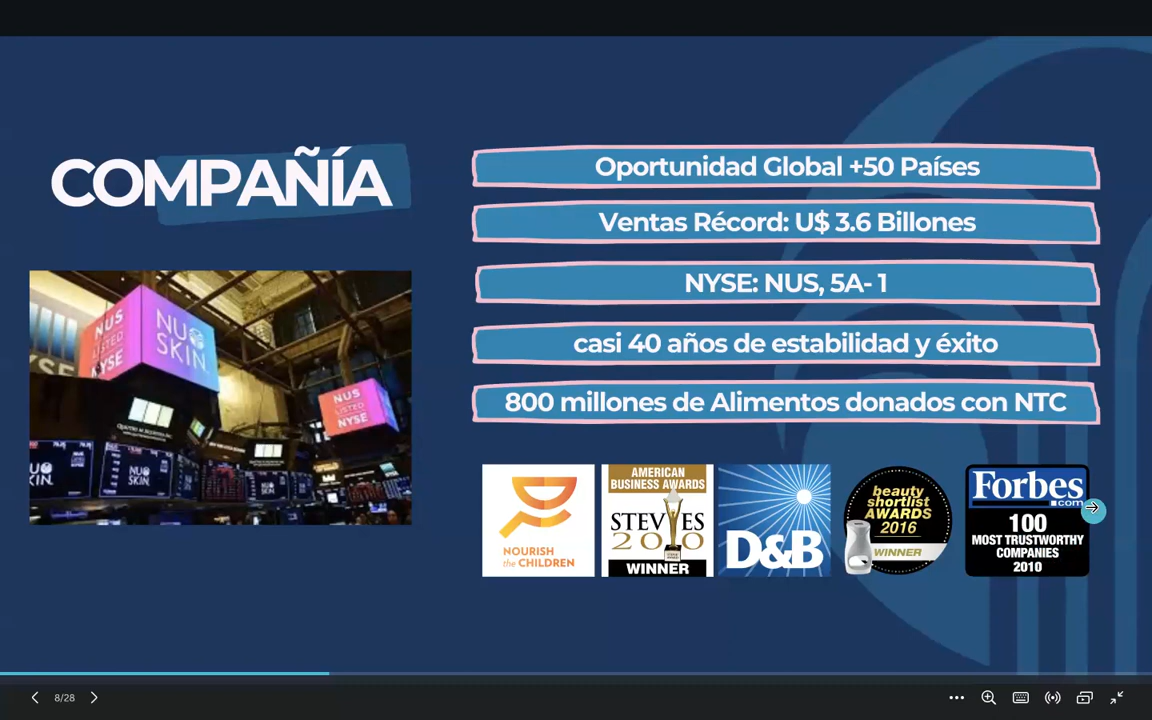 COMPAÑÍA
Oportunidad Global +50 Países
Ventas Récord: U$ 3.6 Billones
NYSE: NUS, 5A- 1
casi 40 años de estabilidad y éxito
800 millones de Alimentos donados con NTC
NUS
LISTED
NYSE
NU
SKIN
NUS
LISTED
NYSE
NU
SKIN
NU
SKIN
NOURISH
the CHILDREN
AMERICAN
BUSINESS AWARDS
STEVIES
2010
WINNER
D&B
beauty
shortlist
AWARDS
2016
WINNER
Forbes
.com
100
MOST TRUSTWORTHY
COMPANIES
2010
8/28